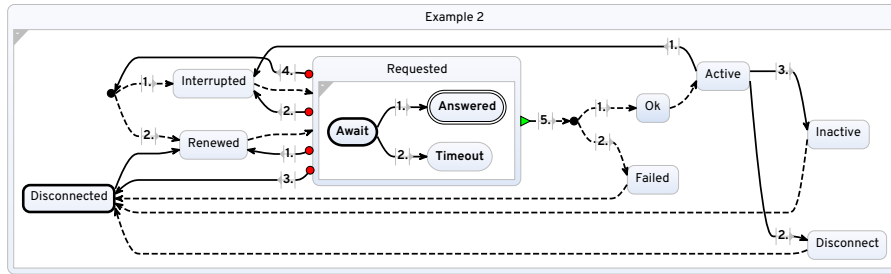 Example 2
1.
4.
Interrupted
2.
Requested
Await
1.
Answered
2.
Timeout
2.
Renewed
1.
3.
Disconnected
5.
1.
Ok
2.
Failed
1.
Active
3.
Inactive
2.
Disconnect